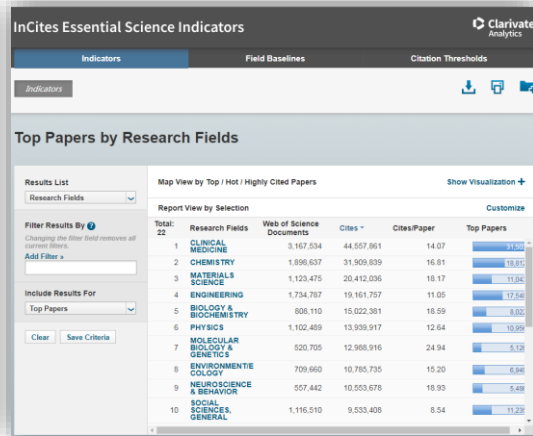 InCites Essential Science Indicators
Clarivate
Analytics
Indicators
Field Baselines
Citation Thresholds
Indicators
Top Papers by Research Fields
Results List
Research Fields
Filter Results By
Changing the filter field removes all
current filters.
Add Filter »
Include Results For
Top Papers
Clear
Save Criteria
Map View by Top / Hot / Highly Cited Papers
Show Visualization +
Report View by Selection
Customize
Total:
22
Research Fields
Web of Science
Documents
Cites
Cites/Paper
Top Papers
1 CLINICAL MEDICINE 3,167,534 44,557,861 14.07
2 CHEMISTRY 1,898,637 31,909,839 16.81
3 MATERIALS SCIENCE 1,123,475 20,412,036 18.17
4 ENGINEERING 1,734,787 19,161,757 11.05
5 BIOLOGY & BIOCHEMISTRY 808,110 15,022,381 18.59
6 PHYSICS 1,102,489 13,939,917 12.64
7 MOLECULAR BIOLOGY & GENETICS 520,705 12,988,916 24.94
8 ENVIRONMENT/ECOLOGY 709,660 10,785,735 15.20
9 NEUROSCIENCE & BEHAVIOR 557,442 10,553,678 18.93
10 SOCIAL SCIENCES, GENERAL 1,116,510 9,533,408 8.54